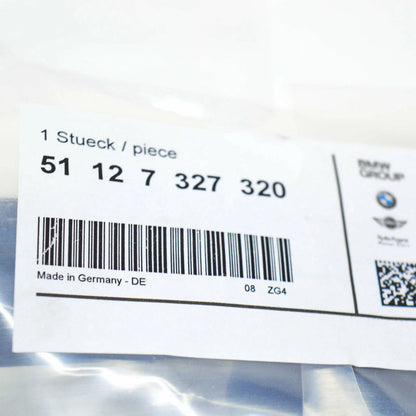 1 Stueck / piece
51 12 7 327 320
Made in Germany - DE
08 ZG4
BMW
GROUP